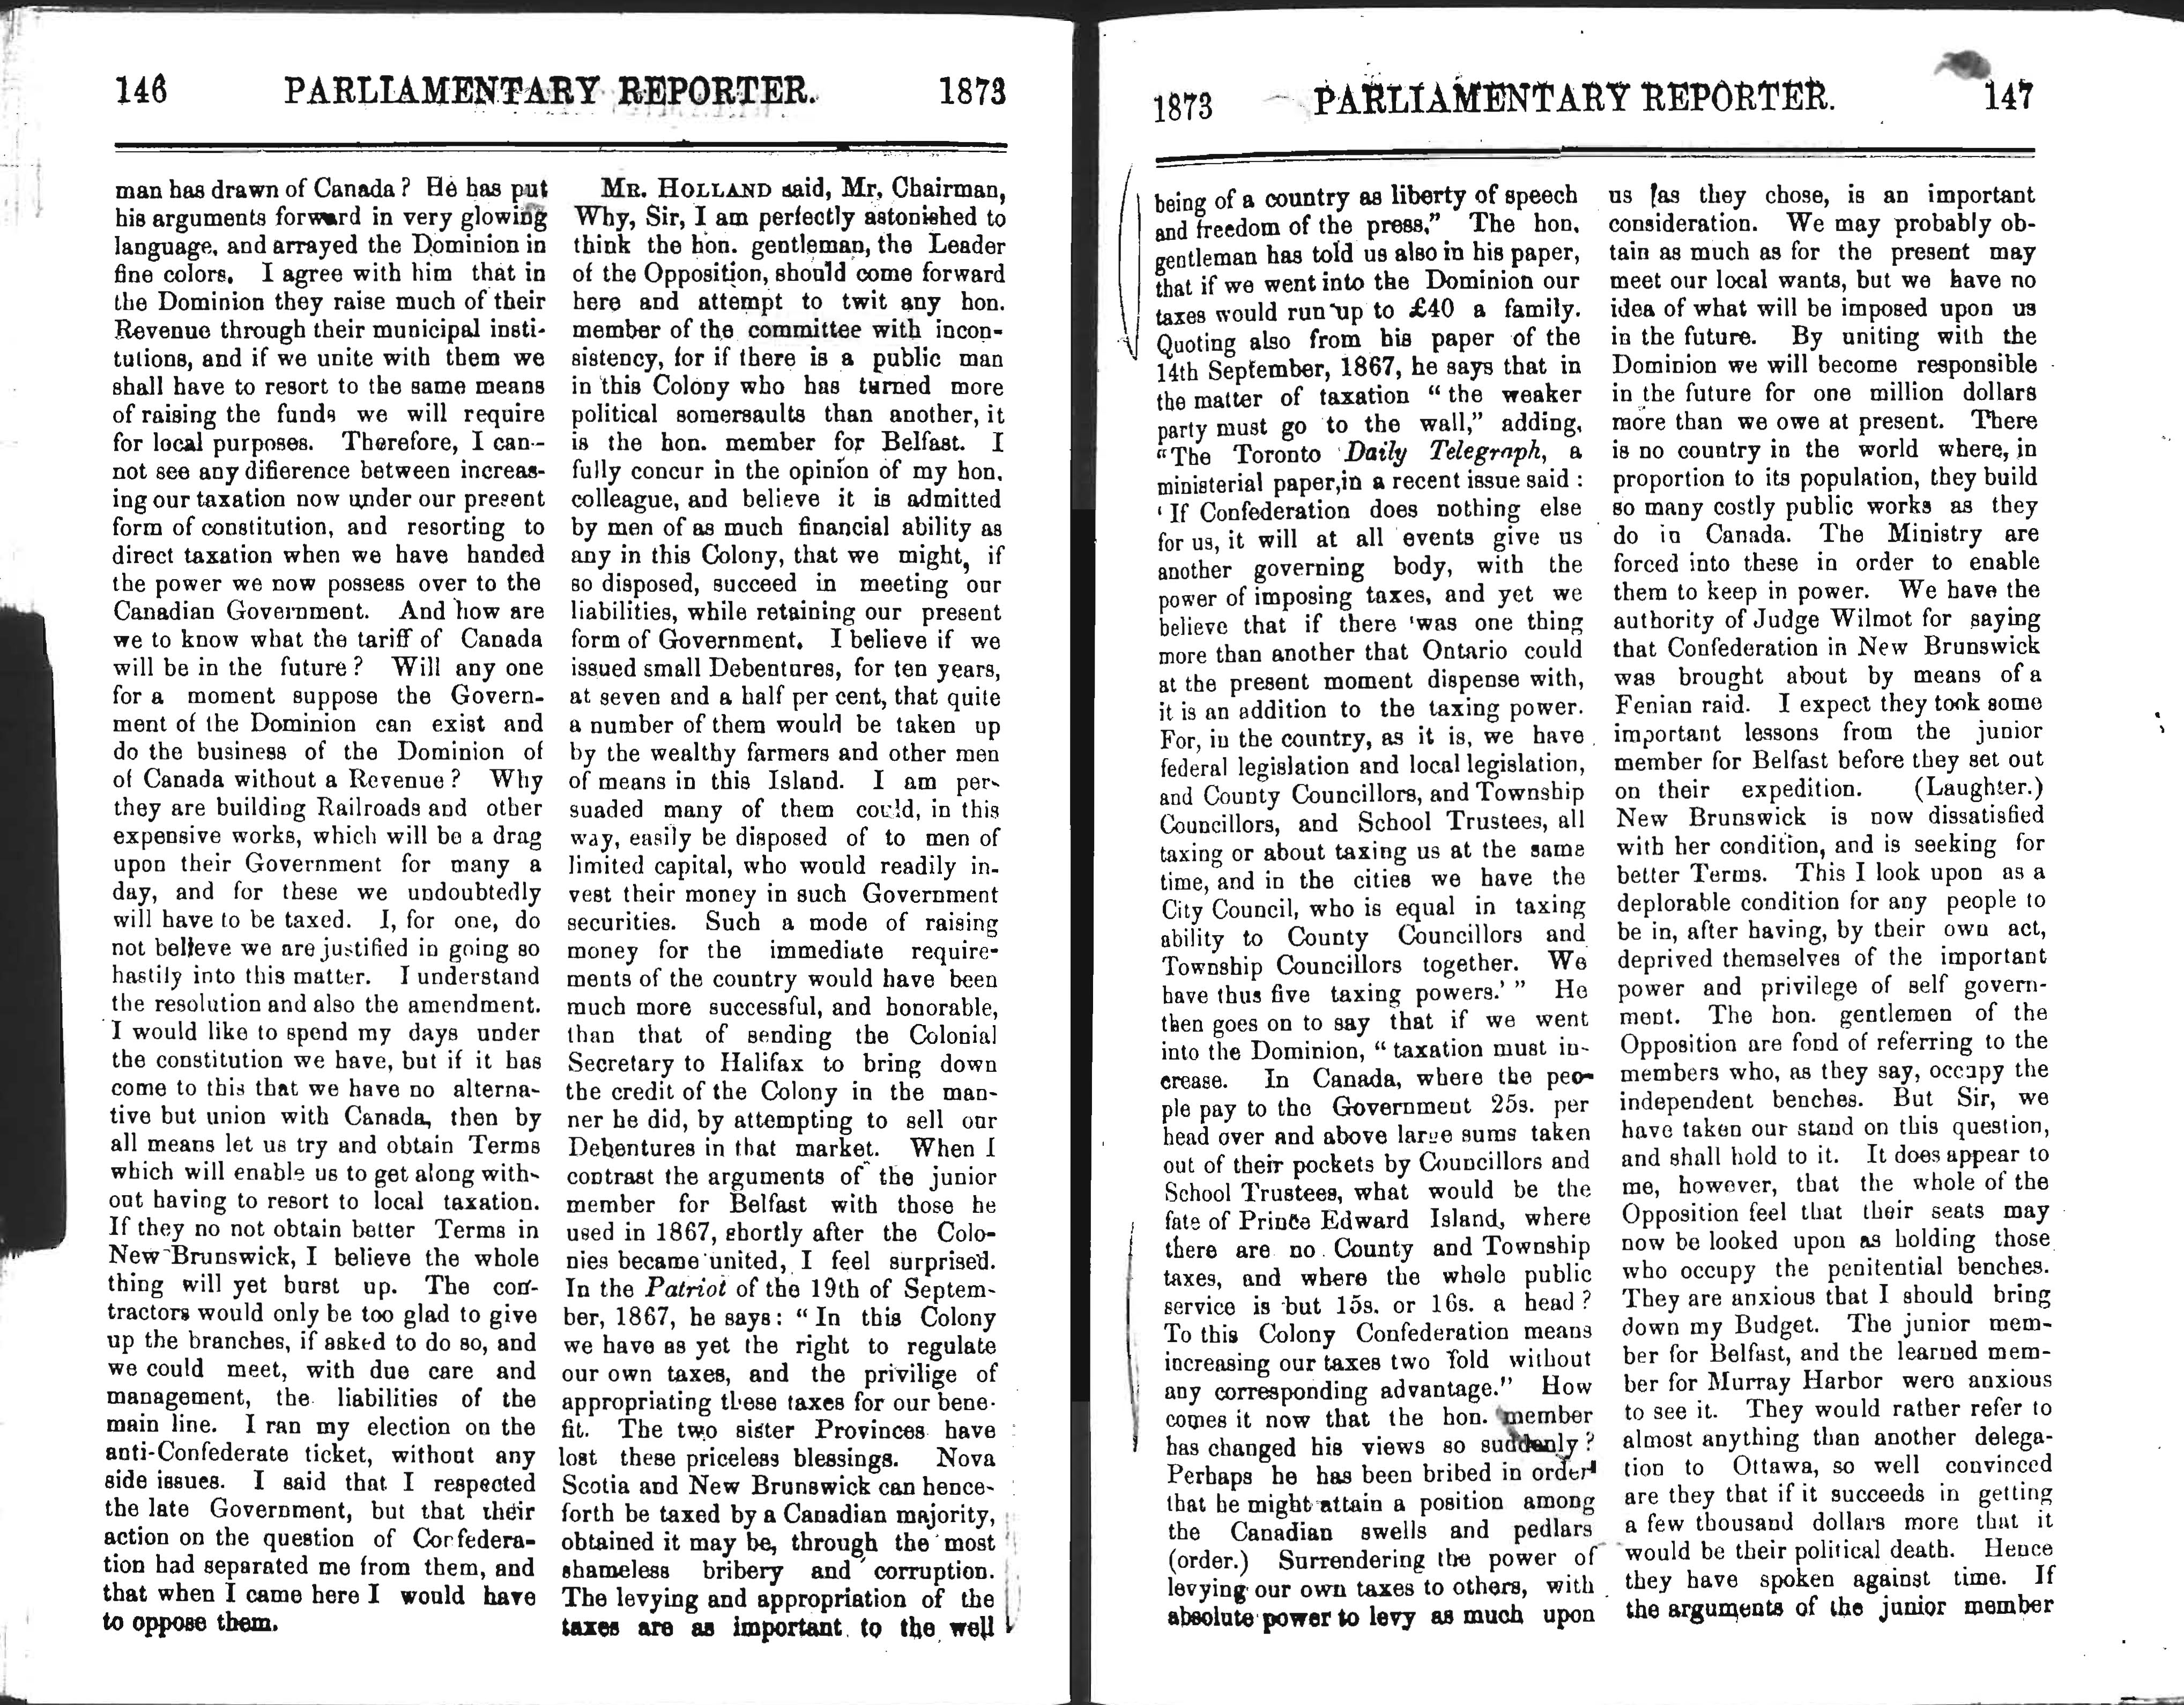 146 PARLIAMENTARY REPORTER. 1873
man has drawn of Canada? He has put
his arguments forward in very glowing
language, and arrayed the Dominion in
fine colors. I agree with him that in
the Dominion they raise much of their
Revenue through their municipal insti-
tutions, and if we unite with them we
shall have to resort to the same means
of raising the funds we will require
for local purposes. Therefore, I can-
not see any difierence between increas-
ing our taxation now under our present
form of constitution, and resorting to
direct taxation when we have handed
the power we now possess over to the
Canadian Government. And how are
we to know what the tariff of Canada
will be in the future? Will any one
for a moment suppose the Govern-
ment of the Dominion can exist and
do the business of the Dominion of
of Canada without a Revenue? Why
they are building Railroads and other
expensive works, which will be a drag
upon their Government for many a
day, and for these we undoubtedly
will have to be taxed. I, for one, do
not believe we are justified in going so
hastily into this matter. I understand
the resolution and also the amendment.
I would like to spend my days under
the constitution we have, but if it has
come to this that we have no alterna-
tive but union with Canada, then by
all means let us try and obtain Terms
which will enable us to get along with-
out having to resort to local taxation.
If they no not obtain better Terms in
New Brunswick, I believe the whole
thing will yet burst up. The con-
tractors would only be too glad to give
up the branches, if asked to do so, and
we could meet, with due care and
management, the liabilities of the
main line. I ran my election on the
anti-Confederate ticket, without any
side issues. I said that I respected
the late Government, but that their
action on the question of Confedera-
tion had separated me from them, and
that when I came here I would have
to oppose them.
MR. HOLLAND said, Mr, Chairman,
Why, Sir, I am perfectly astonished to
think the hon. gentleman, the Leader
of the Opposition, should come forward
here and attempt to twit any hon.
member of the committee with incon-
sistency, for if there is a public man
in this Colony who has turned more
political somersaults than another, it
is the hon. member for Belfast. I
fully concur in the opinion of my hon.
colleague, and believe it is admitted
by men of as much financial ability as
any in this Colony, that we might, if
so disposed, succeed in meeting our
liabilities, while retaining our present
form of Government. I believe if we
issued small Debentures, for ten years,
at seven and a half per cent, that quite
a number of them would be taken up
by the wealthy farmers and other men
of means in this Island. I am per-
suaded many of them could, in this
way, easily be disposed of to men of
limited capital, who would readily in-
vest their money in such Government
securities. Such a mode of raising
money for the immediate require-
ments of the country would have been
much more successful, and honorable,
than that of sending the Colonial
Secretary to Halifax to bring down
the credit of the Colony in the man-
ner he did, by attempting to sell our
Debentures in that market. When I
contrast the arguments of the junior
member for Belfast with those he
used in 1867, shortly after the Colo-
nies became united, I feel surprised.
In the Patriot of the 19th of Septem-
ber, 1867, he says: "In this Colony
we have as yet the right to regulate
our own taxes, and the privilige of
appropriating these taxes for our bene-
fit. The two sister Provinces have
lost these priceless blessings. Nova
Scotia and New Brunswick can hence-
forth be taxed by a Canadian majority,
obtained it may be, through the most
shameless bribery and corruption.
The levying and appropriation of the
taxes are as important to the well
1873 PARLIAMENTARY REPORTER. 147
being of a country as liberty of speech
and freedom of the press," The hon.
gentleman has told us also in his paper,
that if we went into the Dominion our
taxes would run up to £40 a family.
Quoting also from his paper of the
14th September, 1867, he says that in
the matter of taxation "the weaker
party must go to the wall," adding,
"The Toronto Daily Telegraph, a
ministerial paper,in a recent issue said:
'If Confederation does nothing else
for us, it will at all events give us
another governing body, with the
power of imposing taxes, and yet we
believe that if there was one thing
more than another that Ontario could
at the present moment dispense with,
it is an addition to the taxing power.
For, in the country, as it is, we have
federal legislation and local legislation,
and County Councillors, and Township
Councillors, and School Trustees, all
taxing or about taxing us at the same
time, and in the cities we have the
City Council, who is equal in taxing
ability to County Councillors and
Township Councillors together. We
have thus five taxing powers.'" He
then goes on to say that if we went
into the Dominion, "taxation must in-
crease. In Canada, where the peo-
ple pay to the Government 25s. per
head over and above large sums taken
out of their pockets by Councillors and
School Trustees, what would be the
fate of Prince Edward Island, where
there are no County and Township
taxes, and where the whole public
service is but 15s. or 16s. a head?
To this Colony Confederation means
increasing our taxes two fold without
any corresponding advantage." How
comes it now that the hon. member
has changed his views so suddenly?
Perhaps he has been bribed in order
that he might attain a position among
the Canadian swells and pedlars
(order.) Surrendering the power of
levying our own taxes to others, with
absolute power to levy as much upon
us as they chose, is an important
consideration. We may probably ob-
tain as much as for the present may
meet our local wants, but we have no
idea of what will be imposed upon us
in the future. By uniting with the
Dominion we will become responsible
in the future for one million dollars
more than we owe at present. There
is no country in the world where, in
proportion to its population, they build
so many costly public works as they
do in Canada. The Ministry are
forced into these in order to enable
them to keep in power. We have the
authority of Judge Wilmot for saying
that Confederation in New Brunswick
was brought about by means of a
Fenian raid. I expect they took some
important lessons from the junior
member for Belfast before they set out
on their expedition. (Laughter.)
New Brunswick is now dissatisfied
with her condition, and is seeking for
better Terms. This I look upon as a
deplorable condition for any people to
be in, after having, by their own act,
deprived themselves of the important
power and privilege of self govern-
ment. The hon. gentlemen of the
Opposition are fond of referring to the
members who, as they say, occupy the
independent benches. But Sir, we
have taken our stand on this question,
and shall hold to it. It does appear to
me, however, that the whole of the
Opposition feel that their seats may
now be looked upon as holding those
who occupy the penitential benches.
They are anxious that I should bring
down my Budget. The junior mem-
ber for Belfast, and the learned mem-
ber for Murray Harbor were anxious
to see it. They would rather refer to
almost anything than another delega-
tion to Ottawa, so well convinced
are they that if it succeeds in getting
a few thousand dollars more that it
would be their political death. Hence
they have spoken against time. If
the arguments of the junior member